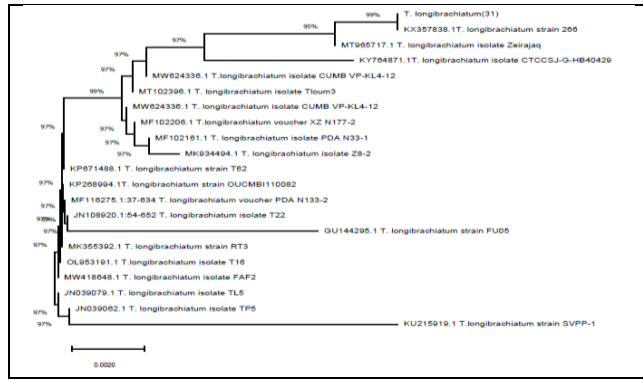 99%
T. longibrachiatum(31)
95%
KX357838.1T.longibrachiatum strain 266
97%
MT965717.1 T.longibrachiatum isolate Zeirajaq
97%
KY764871.1T. longibrachiatum isolate CTCCSJ-G-HB40429
97%
MW624336.1 T.longibrachiatum isolate CUMB VP-KL4-12
99%
MT102396.1 T.longibrachiatum isolate Tloum3
97%
MW624336.1 T.longibrachiatum isolate CUMB VP-KL4-12
97%
MF102206.1 T.longibrachiatum voucher XZ N177-2
97%
MF102161.1 T.longibrachiatum isolate PDA N33-1
97%
MK934494.1 T.longibrachiatum isolate Z8-2
97%
KP671488.1 T. longibrachiatum strain T62
97%
KP268994.1T. longibrachiatum strain OUCMBI110082
97%
MF116275.1:37-634 T. longibrachiatum voucher PDA N133-2
JN108920.1:54-652 T. longibrachiatum isolate T22
97%
GU144295.1 T. longibrachiatum strain FU05
97%
MK355392.1 T. longibrachiatum strain RT3
OL953191.1 T. longibrachiatum isolate T16
MW418648.1 T. longibrachiatum isolate FAF2
JN039079.1 T. longibrachiatum isolate TL5
97%
JN039062.1 T. longibrachiatum isolate TP5
97%
KU215919.1 T.longibrachiatum strain SVPP-1
0.0020